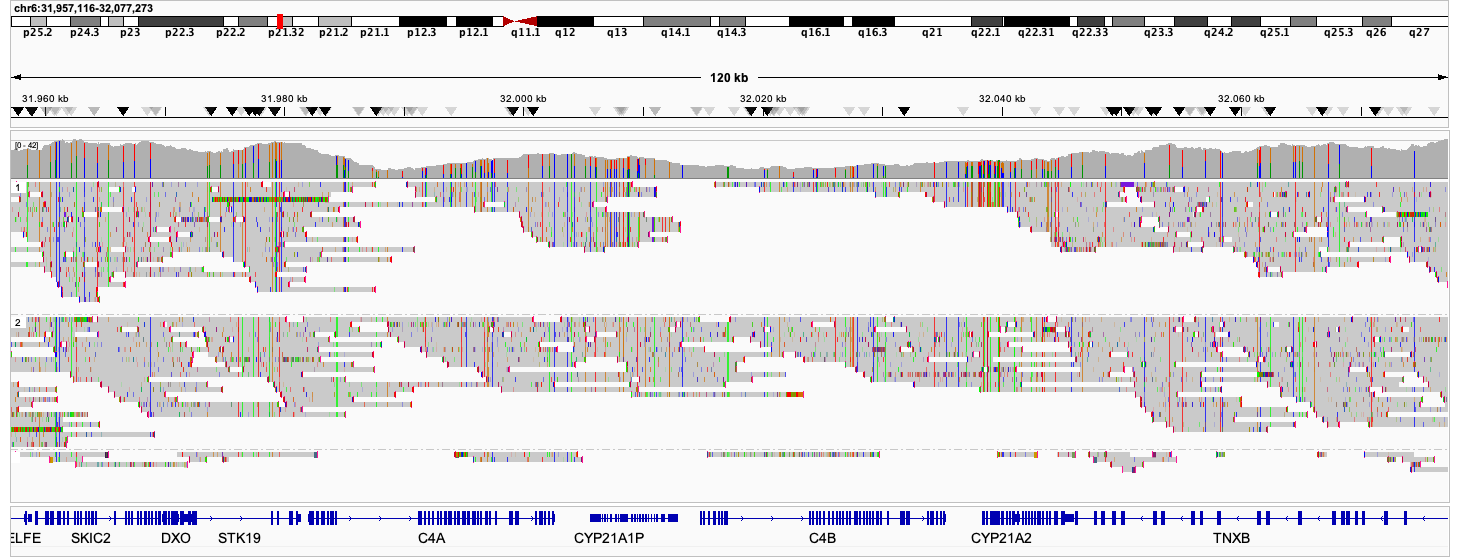 chr6:31,957,116-32,077,273
p25.2 p24.3 p23 p22.3 p22.2 p21.32 p21.2 p21.1 p12.3 p12.1 q11.1 q12 q13 q14.1 q14.3 q16.1 q16.3 q21 q22.1 q22.31 q22.33 q23.3 q24.2 q25.1 q25.3 q26 q27
120 kb
31.960 kb 31.980 kb 32.000 kb 32.020 kb 32.040 kb 32.060 kb
[0 - 42]
1
2
ELFE SKIC2 DXO STK19 C4A CYP21A1P C4B CYP21A2 TNXB